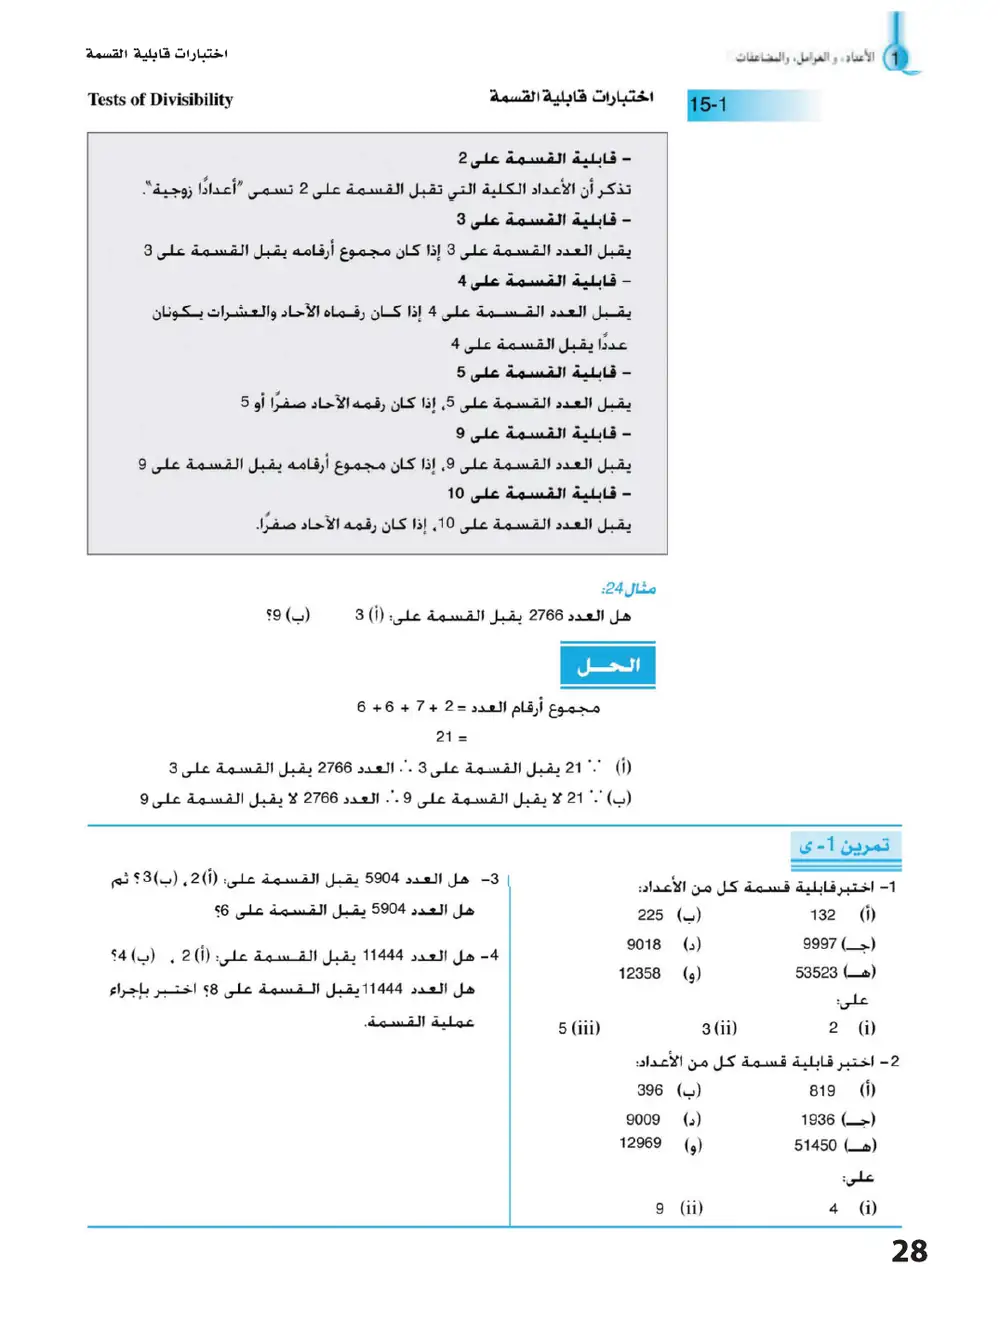 1 الأعداد، و العوامل، والمضاعفات
اختبارات قابلية القسمة
15-1
اختبارات قابلية القسمة Tests of Divisibility
– قابلية القسمة على 2
تذكر أن الأعداد الكلية التي تقبل القسمة على 2 تسمى "أعدادًا زوجية".
– قابلية القسمة على 3
يقبل العدد القسمة على 3 إذا كان مجموع أرقامه يقبل القسمة على 3
– قابلية القسمة على 4
يقبل العدد القسمة على 4 إذا كان رقماه الآحاد والعشرات يكونان
عددًا يقبل القسمة على 4
– قابلية القسمة على 5
يقبل العدد القسمة على 5، إذا كان رقمه الآحاد صفرًا أو 5
– قابلية القسمة على 9
يقبل العدد القسمة على 9، إذا كان مجموع أرقامه يقبل القسمة على 9
– قابلية القسمة على 10
يقبل العدد القسمة على 10، إذا كان رقمه الآحاد صفرًا.
مثال 24:
هل العدد 2766 يقبل القسمة على: (أ) 3 (ب) 9؟
الحـــل
مجموع أرقام العدد = 2 + 7 + 6 + 6
= 21
(أ) ∵ 21 يقبل القسمة على 3 ∴ العدد 2766 يقبل القسمة على 3
(ب) ∵ 21 لا يقبل القسمة على 9 ∴ العدد 2766 لا يقبل القسمة على 9
تمرين 1- ي
1– اختبرقابلية قسمة كل من الأعداد:
(أ) 132 (ب) 225
(جـ) 9997 (د) 9018
(هـ) 53523 (و) 12358
على:
(i) 2 (ii) 3 (iii) 5
2– اختبر قابلية قسمة كل من الأعداد:
(أ) 819 (ب) 396
(جـ) 1936 (د) 9009
(هـ) 51450 (و) 12969
على:
(i) 4 (ii) 9
3– هل العدد 5904 يقبل القسمة على: (أ) 2 ، (ب) 3 ؟ ثم
هل العدد 5904 يقبل القسمة على 6؟
4– هل العدد 11444 يقبل القسمة على: (أ) 2 ، (ب) 4؟
هل العدد 11444 يقبل القسمة على 8؟ اختبر بإجراء
عملية القسمة.
28